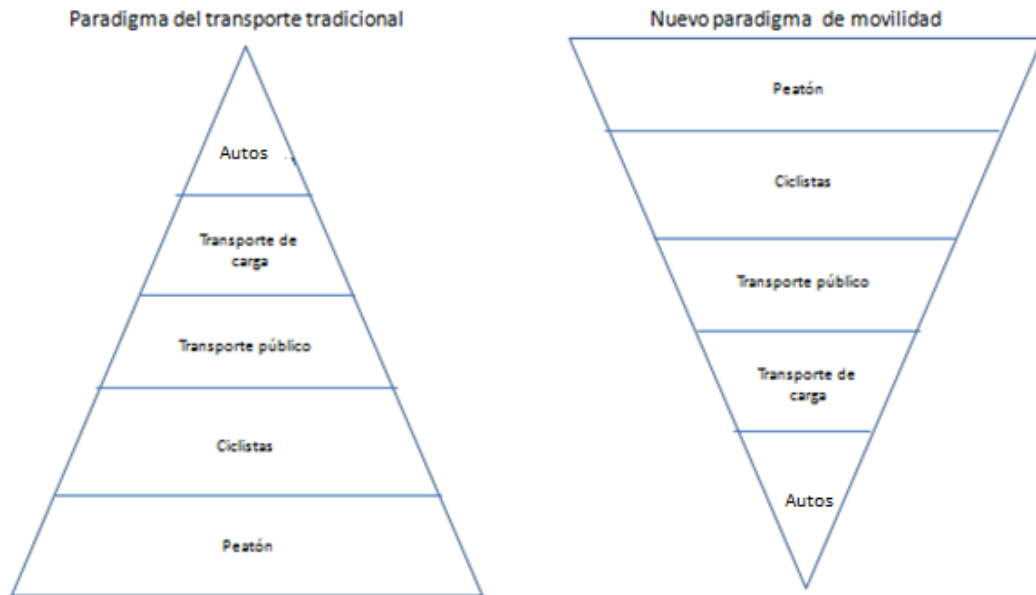 Paradigma del transporte tradicional
Autos
Transporte de
carga
Transporte público
Ciclistas
Peatón
Nuevo paradigma de movilidad
Peatón
Ciclistas
Transporte público
Transporte de
carga
Autos